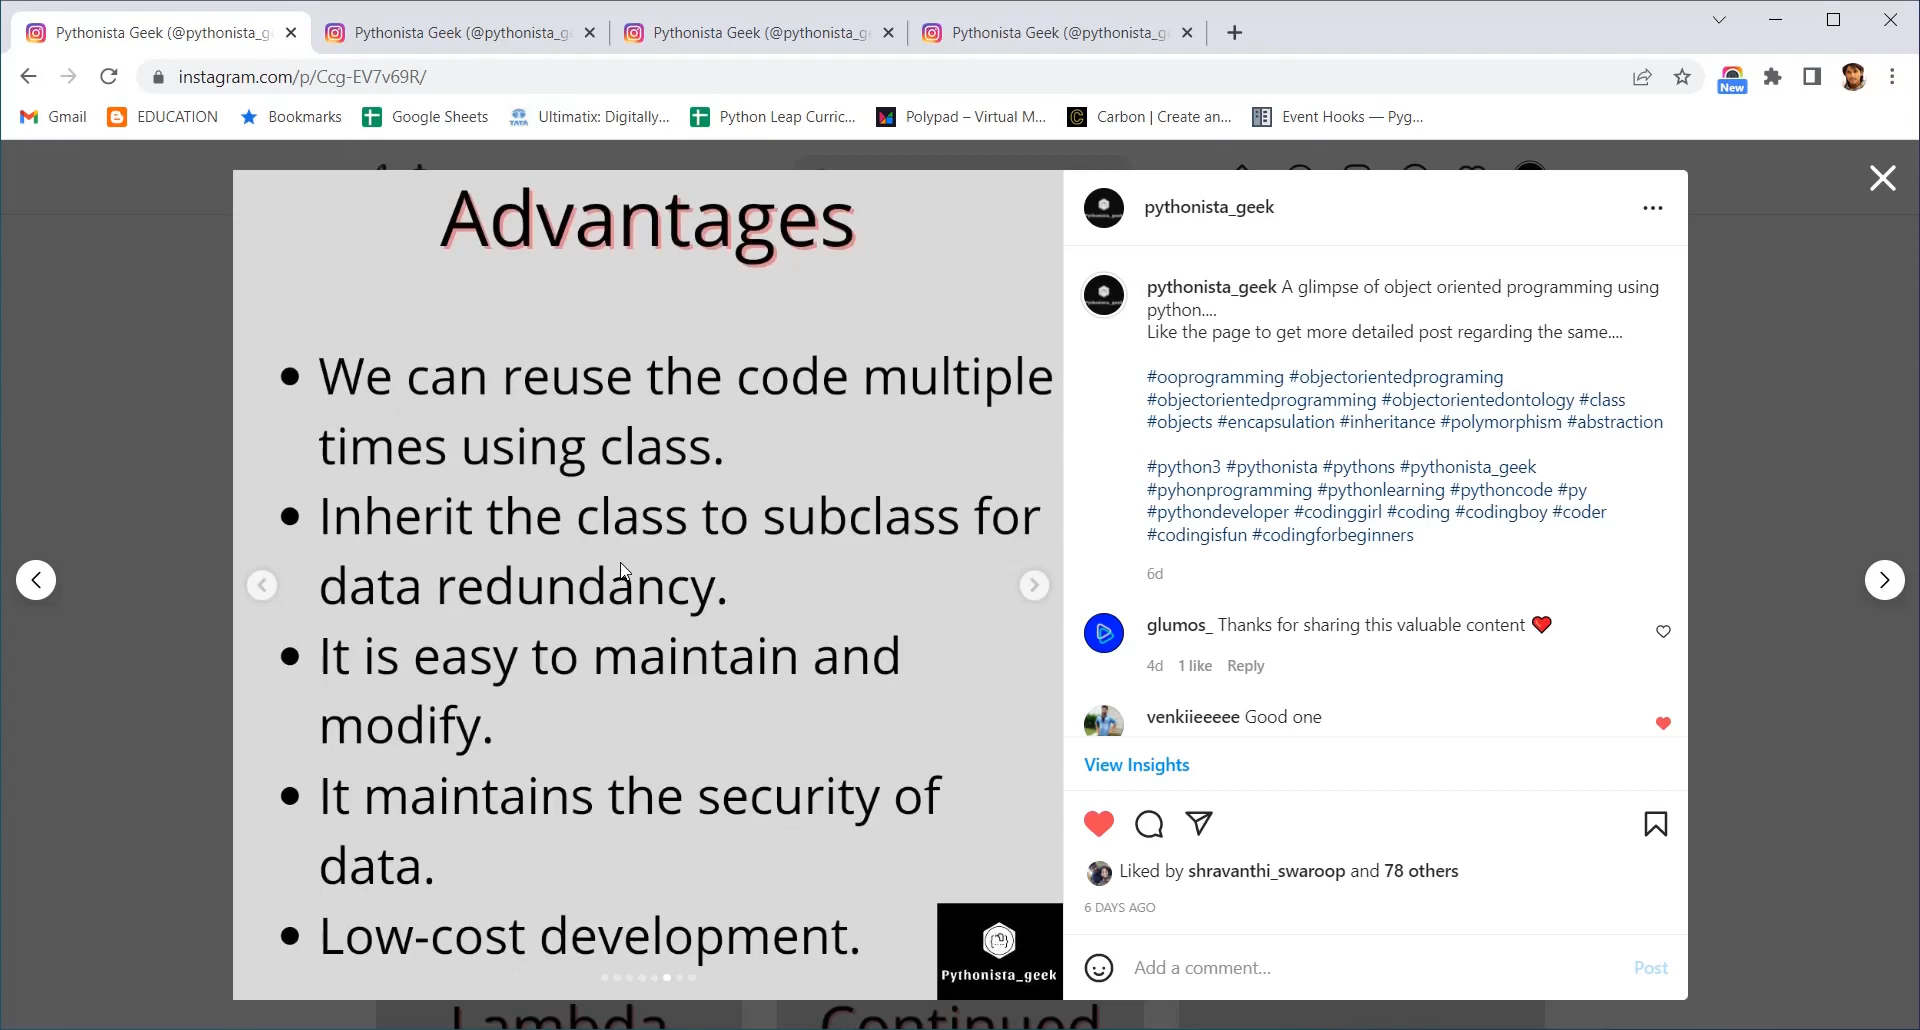 Pythonista Geek (@pythonista_g
Pythonista Geek (@pythonista_g
Pythonista Geek (@pythonista_g
Pythonista Geek (@pythonista_g
instagram.com/p/Ccg-EV7v69R/
New
Gmail
EDUCATION
Bookmarks
Google Sheets
TATA
Ultimatix: Digitally...
Python Leap Curric...
Polypad – Virtual M...
Carbon | Create an...
Event Hooks — Pyg...
Advantages
• We can reuse the code multiple
times using class.
• Inherit the class to subclass for
data redundancy.
• It is easy to maintain and
modify.
• It maintains the security of
data.
• Low-cost development.
Pythonista_geek
pythonista_geek
pythonista_geek A glimpse of object oriented programming using
python....
Like the page to get more detailed post regarding the same....
#ooprogramming #objectorientedprograming
#objectorientedprogramming #objectorientedontology #class
#objects #encapsulation #inheritance #polymorphism #abstraction
#python3 #pythonista #pythons #pythonista_geek
#pyhonprogramming #pythonlearning #pythoncode #py
#pythondeveloper #codinggirl #coding #codingboy #coder
#codingisfun #codingforbeginners
6d
glumos_ Thanks for sharing this valuable content ❤️
4d 1 like Reply
venkiieeeee Good one
View Insights
Liked by shravanthi_swaroop and 78 others
6 DAYS AGO
Add a comment...
Post
Lambda
Continued